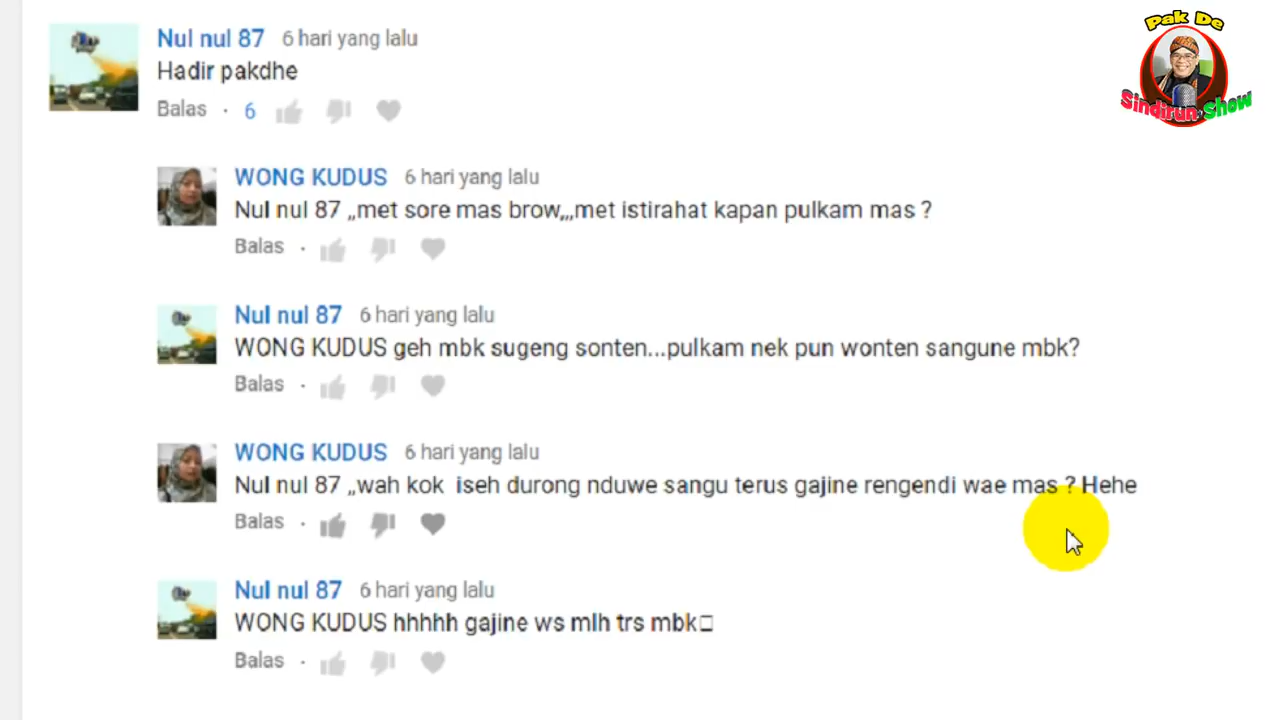 Pak De
Sindirun Show
Nul nul 87 6 hari yang lalu
Hadir pakdhe
Balas · 6
WONG KUDUS 6 hari yang lalu
Nul nul 87 ,,met sore mas brow,,,met istirahat kapan pulkam mas ?
Balas ·
Nul nul 87 6 hari yang lalu
WONG KUDUS geh mbk sugeng sonten...pulkam nek pun wonten sangune mbk?
Balas ·
WONG KUDUS 6 hari yang lalu
Nul nul 87 ,,wah kok iseh durong nduwe sangu terus gajine rengendi wae mas ? Hehe
Balas ·
Nul nul 87 6 hari yang lalu
WONG KUDUS hhhhh gajine ws mlh trs mbk□
Balas ·